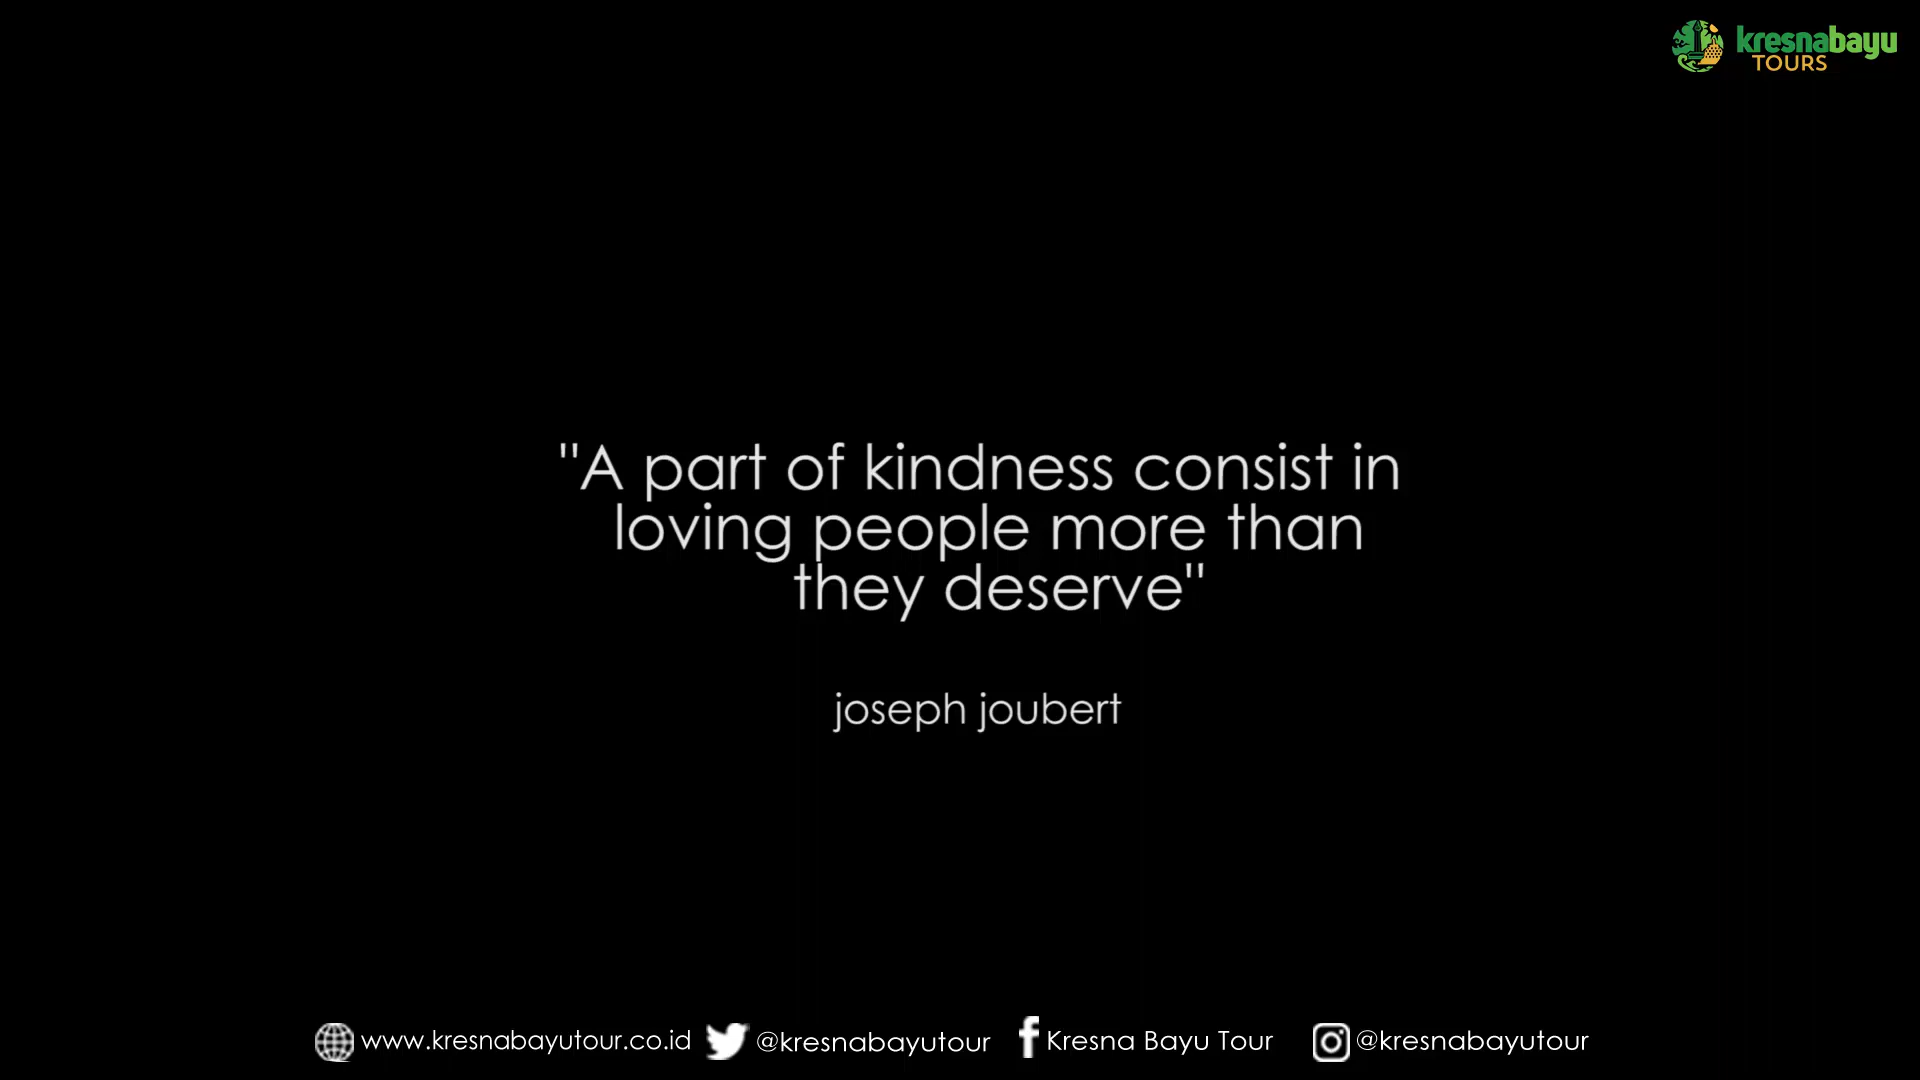 kresnabayu
TOURS
"A part of kindness consist in
loving people more than
they deserve"
joseph joubert
www.kresnabayutour.co.id @kresnabayutour Kresna Bayu Tour @kresnabayutour